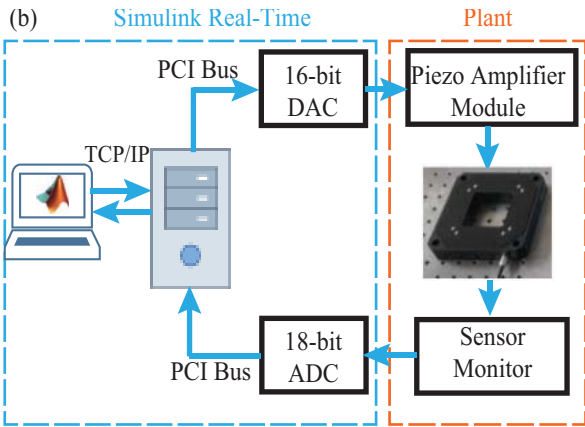 (b)
Simulink Real-Time
Plant
PCI Bus
16-bit
DAC
Piezo Amplifier
Module
TCP/IP
18-bit
ADC
PCI Bus
Sensor
Monitor